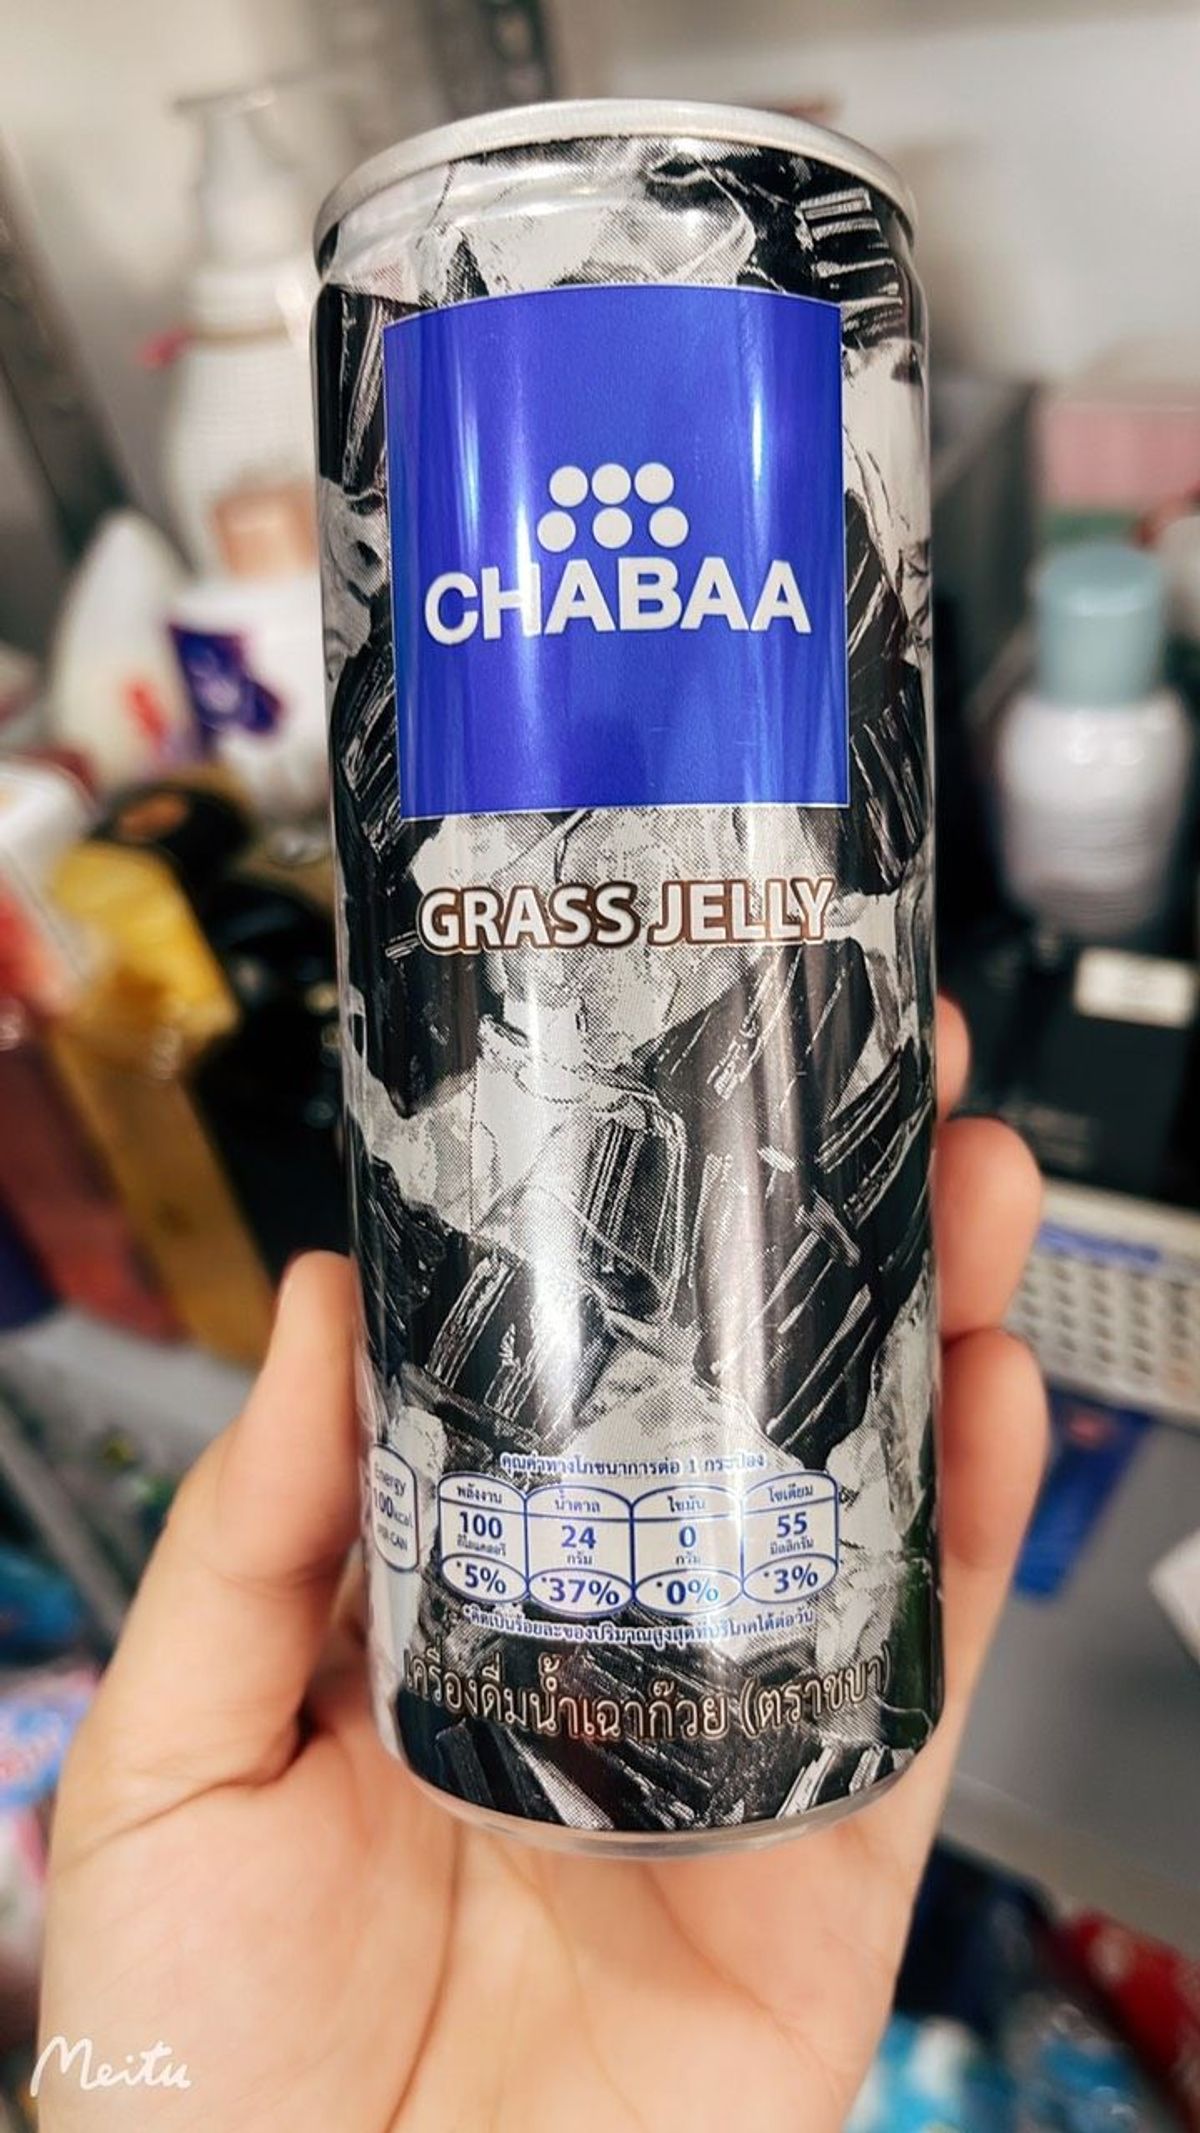 CHABAA
GRASS JELLY
คุณค่าทางโภชนาการต่อ 1 กระป๋อง
Energy
100kcal
PER CAN
พลังงาน น้ำตาล ไขมัน โซเดียม
100 24 0 55
กิโลแคลอรี กรัม กรัม มิลลิกรัม
*5% *37% *0% *3%
*คิดเป็นร้อยละของปริมาณสูงสุดที่บริโภคได้ต่อวัน
เครื่องดื่มน้ำเฉาก๊วย (ตราชบา)
Meitu